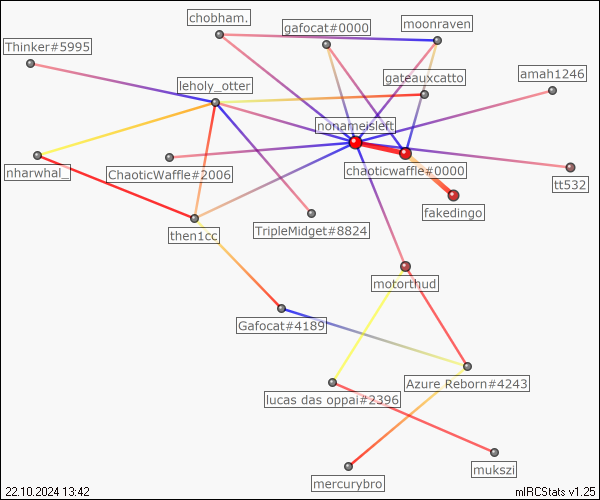 chobham.
gafocat#0000
moonraven
Thinker#5995
leholy_otter
gateauxcatto
amah1246
nonameisleft
nharwhal_
ChaoticWaffle#2006
chaoticwaffle#0000
tt532
fakedingo
then1cc
TripleMidget#8824
motorthud
Gafocat#4189
Azure Reborn#4243
lucas das oppai#2396
mukszi
mercurybro
22.10.2024 13:42
mIRCStats v1.25